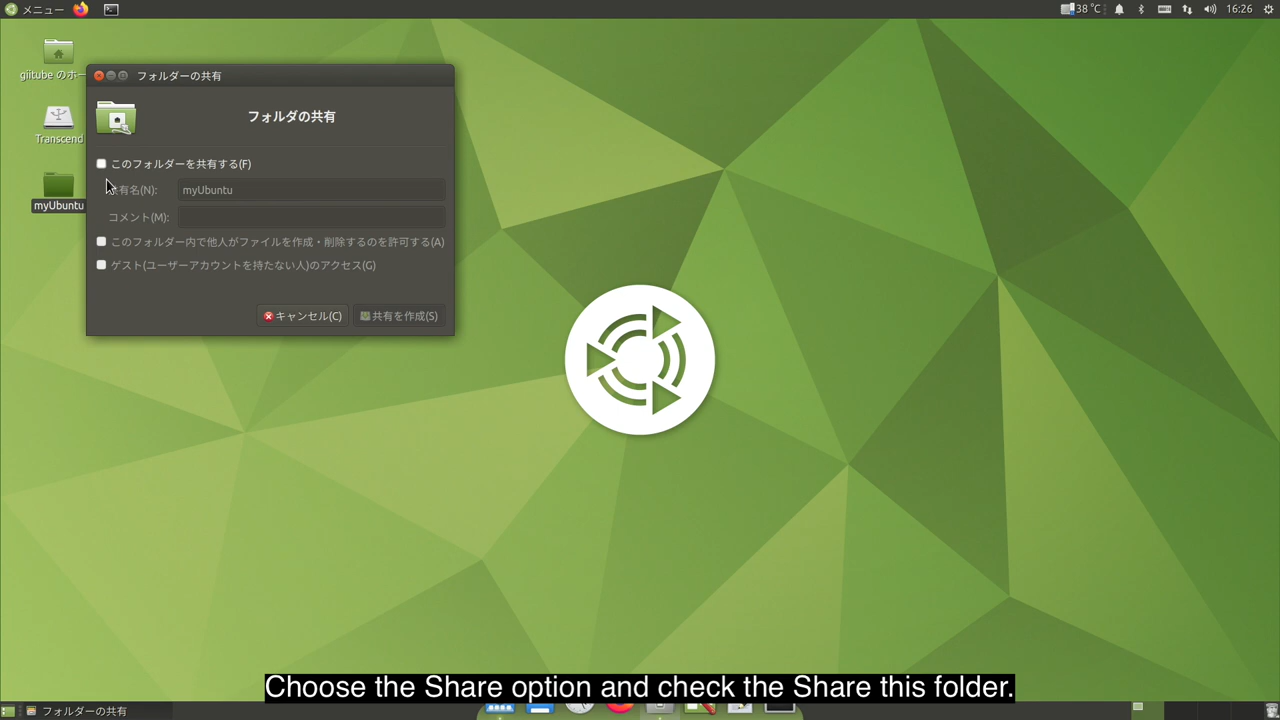 メニュー
38 ℃
16:26
giitube のホー
Transcend
myUbuntu
フォルダーの共有
フォルダの共有
このフォルダーを共有する(F)
有名(N):
myUbuntu
コメント(M):
このフォルダー内で他人がファイルを作成・削除するのを許可する(A)
ゲスト(ユーザーアカウントを持たない人)のアクセス(G)
キャンセル(C)
共有を作成(S)
Choose the Share option and check the Share this folder.
フォルダーの共有